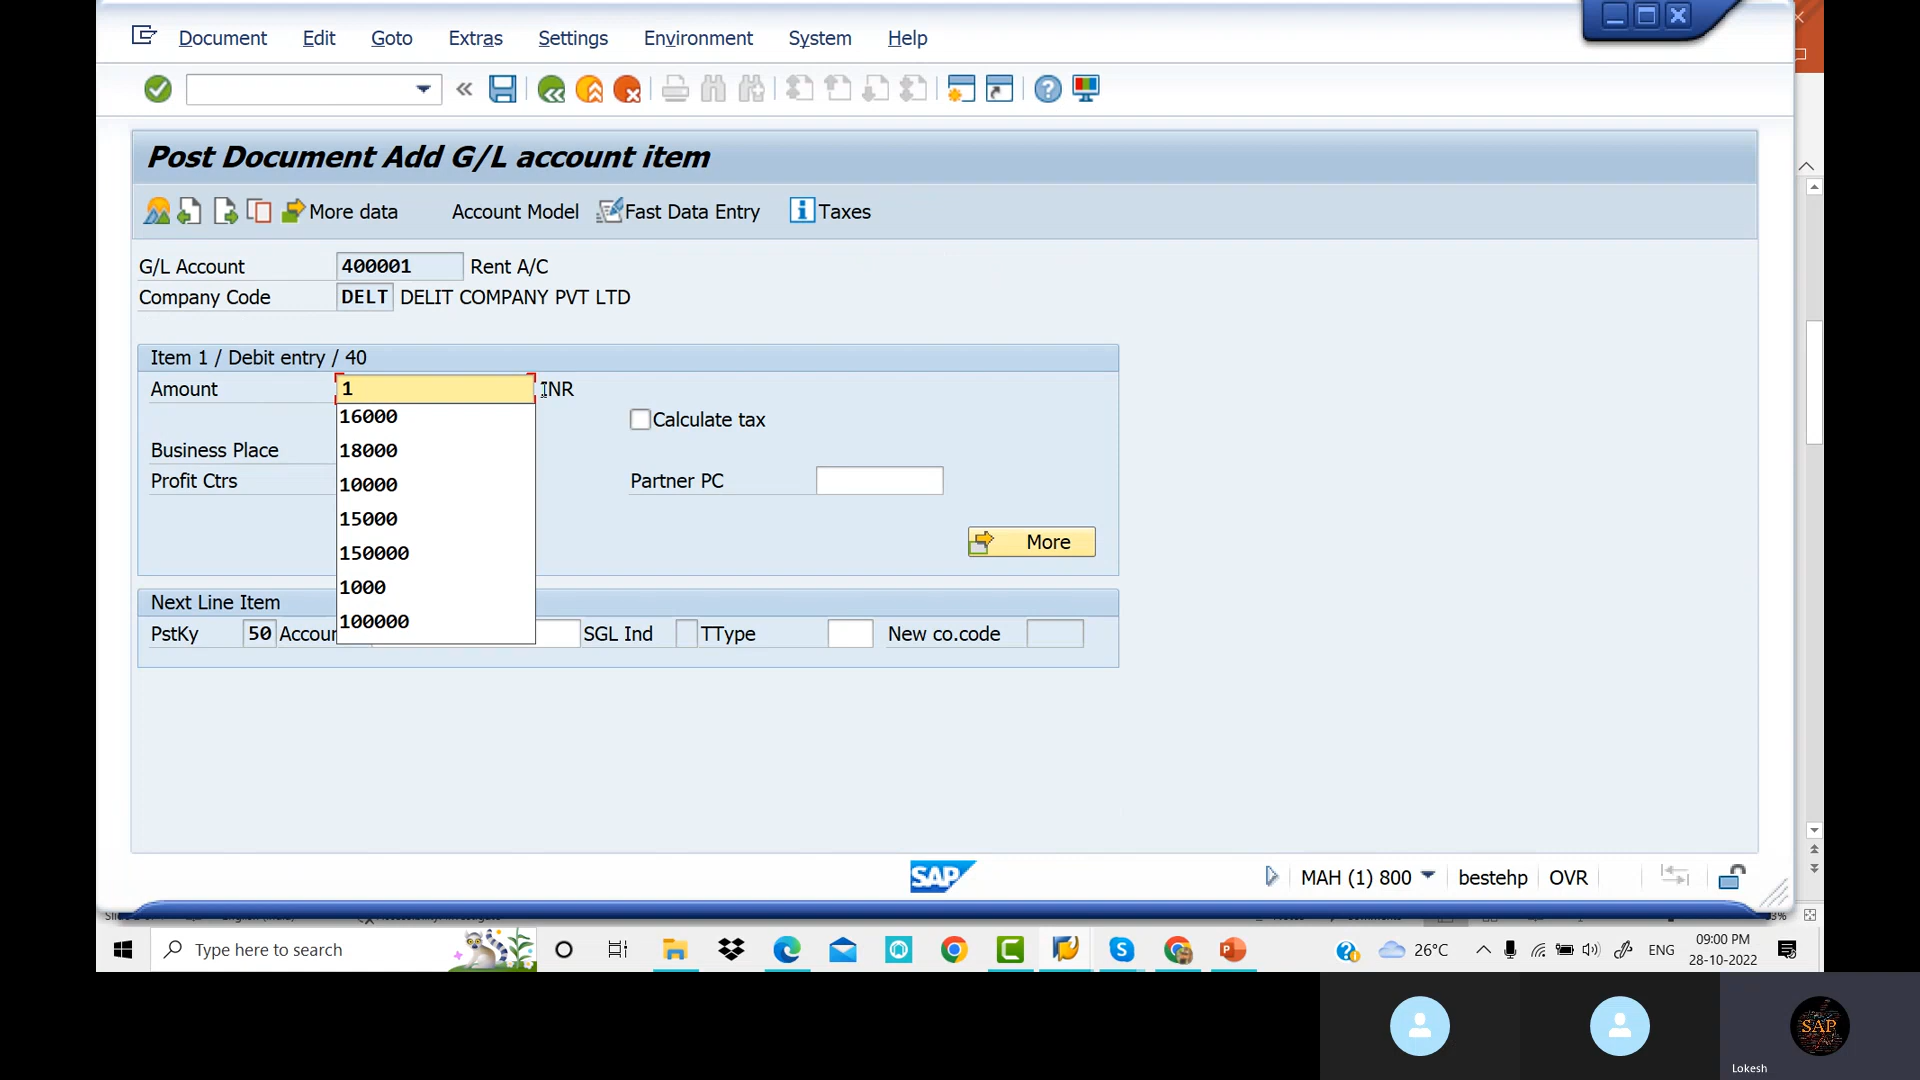 Document Edit Goto Extras Settings Environment System Help
Post Document Add G/L account item
More data Account Model Fast Data Entry Taxes
G/L Account 400001 Rent A/C
Company Code DELT DELIT COMPANY PVT LTD
Item 1 / Debit entry / 40
Amount 1 INR
16000
Calculate tax
18000
Business Place
10000
Profit Ctrs Partner PC
15000
More
150000
1000
Next Line Item
100000
PstKy 50 Accoun SGL Ind TType New co.code
SAP MAH (1) 800 bestehp OVR
Type here to search 26°C ENG 09:00 PM
28-10-2022
SAP
Lokesh